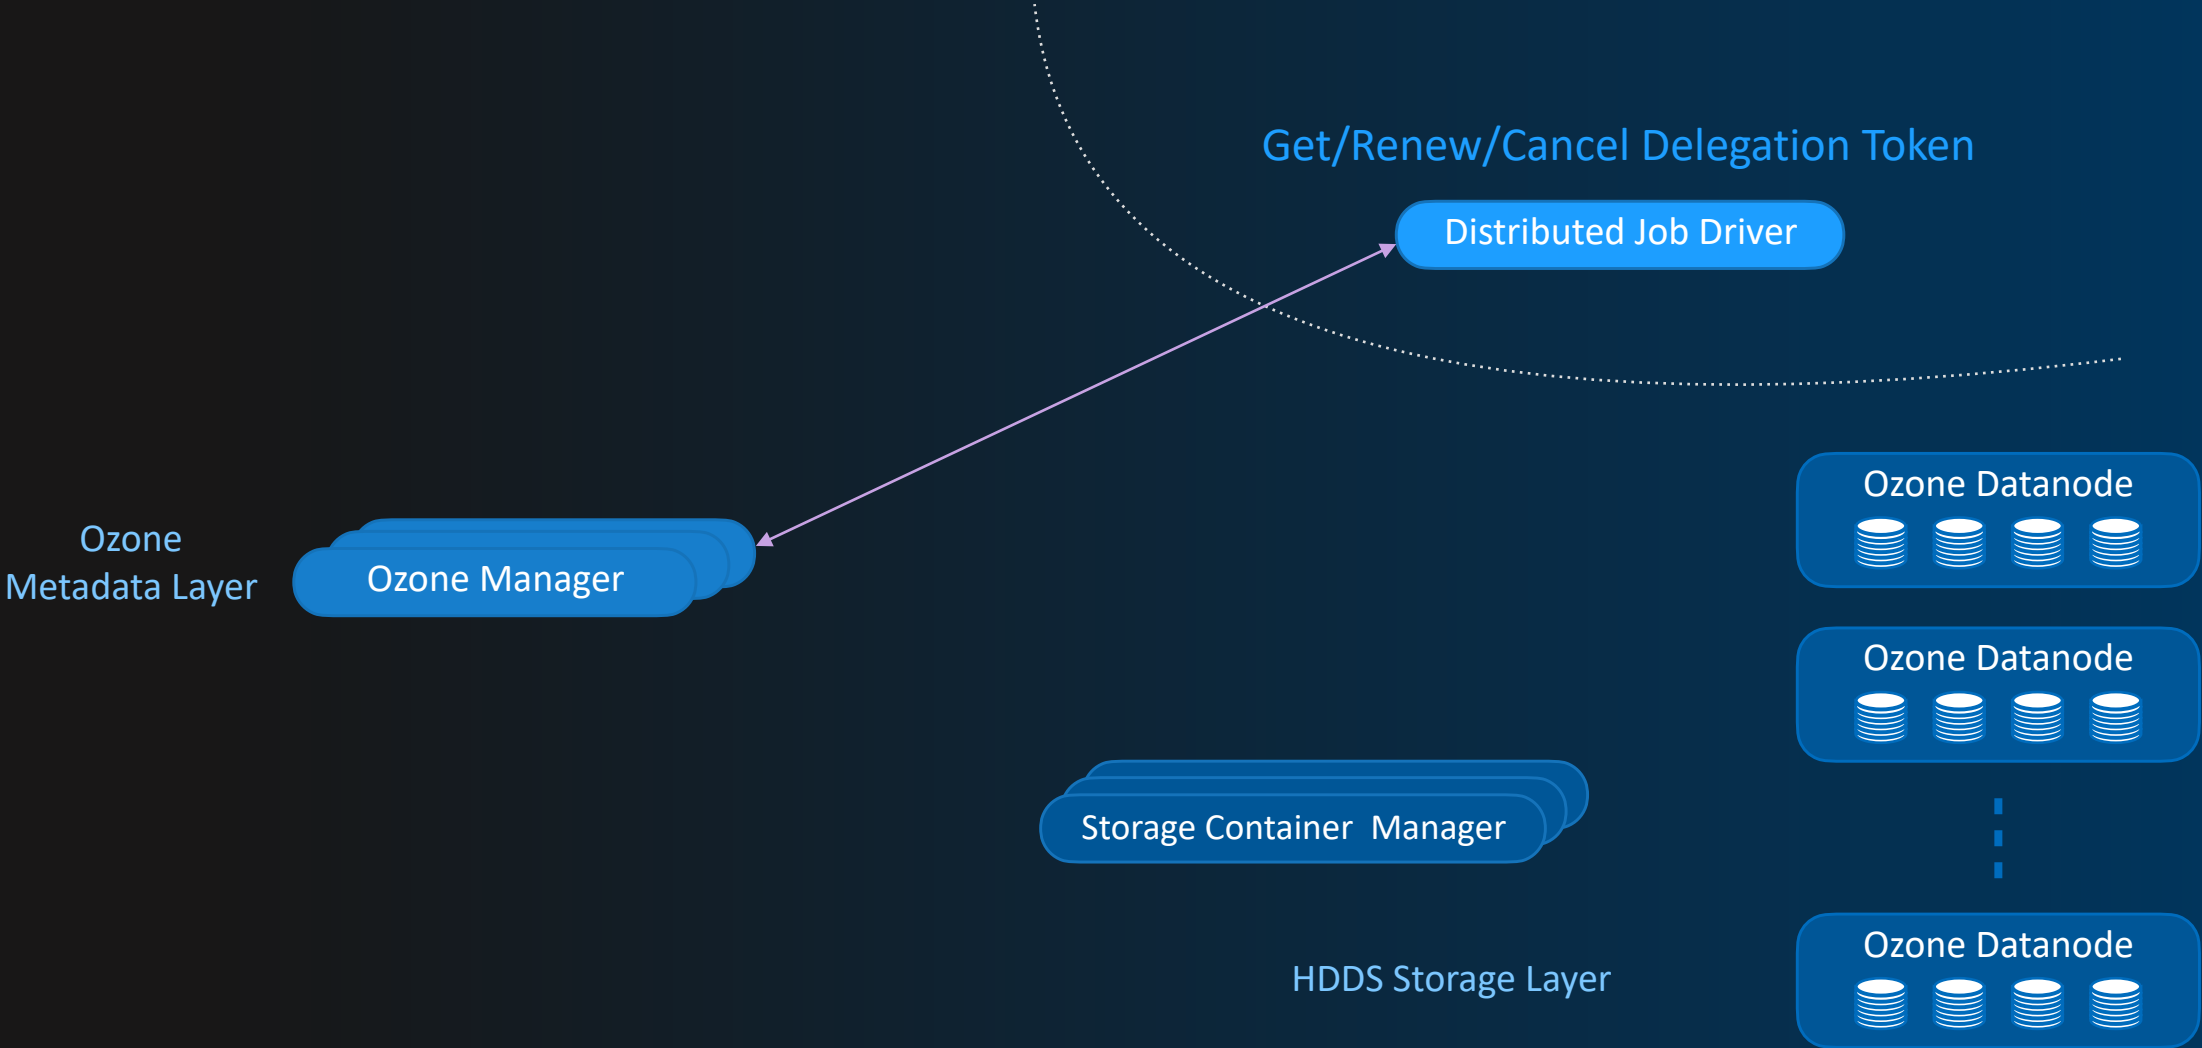 Get/Renew/Cancel Delegation Token
Distributed Job Driver
Ozone
Metadata Layer
Ozone Manager
Ozone Datanode
Ozone Datanode
Storage Container Manager
HDDS Storage Layer
Ozone Datanode